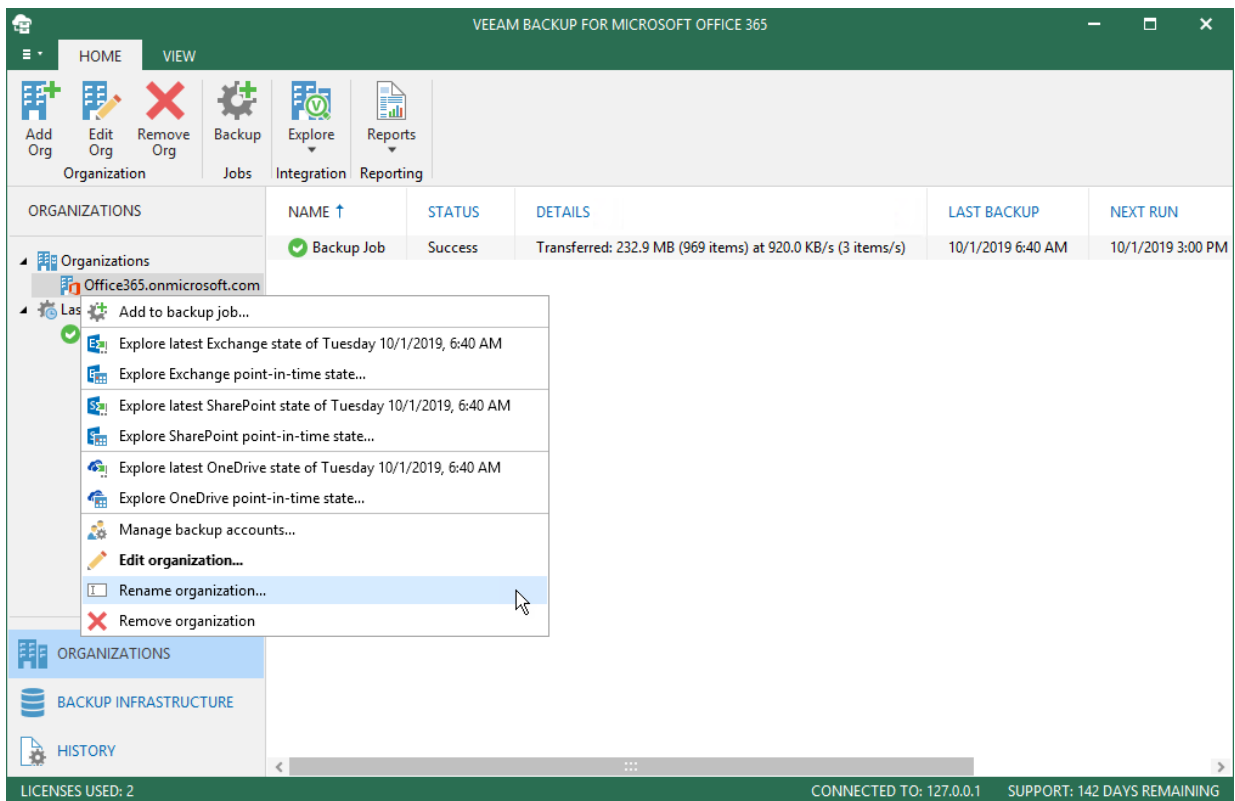 VEEAM BACKUP FOR MICROSOFT OFFICE 365
HOME VIEW
Add Org
Edit Org
Remove Org
Backup
Explore
Reports
Organization Jobs Integration Reporting
ORGANIZATIONS
NAME STATUS DETAILS LAST BACKUP NEXT RUN
Backup Job Success Transferred: 232.9 MB (969 items) at 920.0 KB/s (3 items/s) 10/1/2019 6:40 AM 10/1/2019 3:00 PM
Organizations
Office365.onmicrosoft.com
Las
Add to backup job...
Explore latest Exchange state of Tuesday 10/1/2019, 6:40 AM
Explore Exchange point-in-time state...
Explore latest SharePoint state of Tuesday 10/1/2019, 6:40 AM
Explore SharePoint point-in-time state...
Explore latest OneDrive state of Tuesday 10/1/2019, 6:40 AM
Explore OneDrive point-in-time state...
Manage backup accounts...
Edit organization...
Rename organization...
Remove organization
ORGANIZATIONS
BACKUP INFRASTRUCTURE
HISTORY
LICENSES USED: 2 CONNECTED TO: 127.0.0.1 SUPPORT: 142 DAYS REMAINING